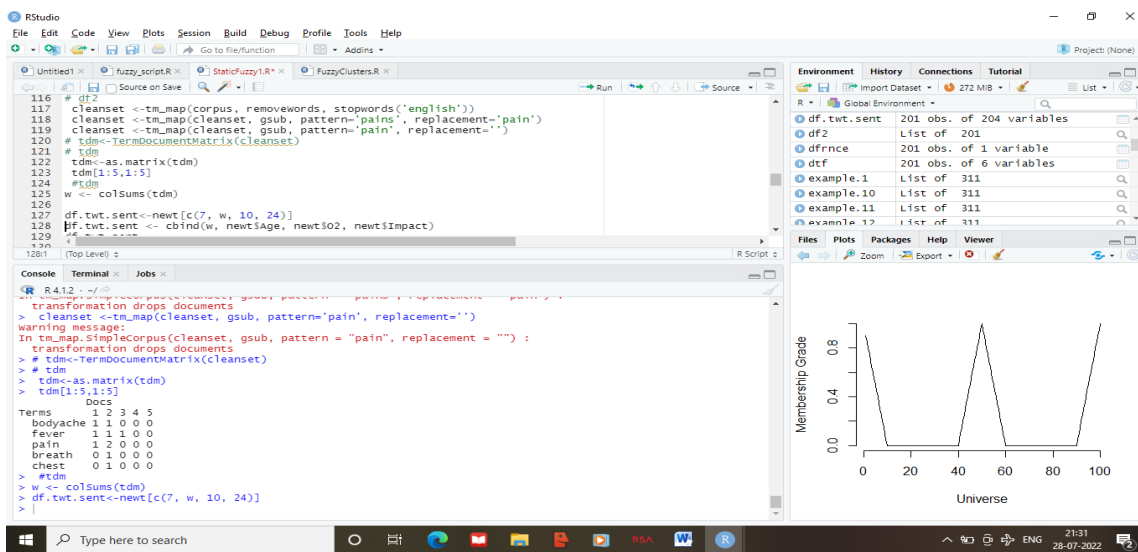 RStudio
File Edit Code View Plots Session Build Debug Profile Tools Help
Go to file/function Addins
Project: (None)
Untitled1 × fuzzy_script.R × StaticFuzzy1.R* × FuzzyClusters.R ×
Source on Save Run Source
116 # df2
117 cleanset <-tm_map(corpus, removeWords, stopwords('english'))
118 cleanset <-tm_map(cleanset, gsub, pattern='pains', replacement='pain')
119 cleanset <-tm_map(cleanset, gsub, pattern='pain', replacement='')
120 # tdm<-TermDocumentMatrix(cleanset)
121 # tdm
122 tdm<-as.matrix(tdm)
123 tdm[1:5,1:5]
124 #tdm
125 w <- colSums(tdm)
126
127 df.twt.sent<-newt[c(7, w, 10, 24)]
128 df.twt.sent <- cbind(w, newt$Age, newt$O2, newt$Impact)
129
128:1 (Top Level) R Script
Console Terminal × Jobs ×
R 4.1.2 · ~/
transformation drops documents
> cleanset <-tm_map(cleanset, gsub, pattern='pain', replacement='')
Warning message:
In tm_map.SimpleCorpus(cleanset, gsub, pattern = "pain", replacement = "") :
transformation drops documents
> # tdm<-TermDocumentMatrix(cleanset)
> # tdm
> tdm<-as.matrix(tdm)
> tdm[1:5,1:5]
Docs
Terms 1 2 3 4 5
bodyache 1 1 0 0 0
fever 1 1 1 0 0
pain 1 2 0 0 0
breath 0 1 0 0 0
chest 0 1 0 0 0
> #tdm
> w <- colSums(tdm)
> df.twt.sent<-newt[c(7, w, 10, 24)]
>
Environment History Connections Tutorial
Import Dataset 272 MiB List
R Global Environment
df.twt.sent 201 obs. of 204 variables
df2 List of 201
dfrnce 201 obs. of 1 variable
dtf 201 obs. of 6 variables
example.1 List of 311
example.10 List of 311
example.11 List of 311
example.12 List of 311
Files Plots Packages Help Viewer
Zoom Export
Membership Grade
0.8
0.4
0.0
0 20 40 60 80 100
Universe
Type here to search
RSA
W
R
ENG
21:31
28-07-2022
2